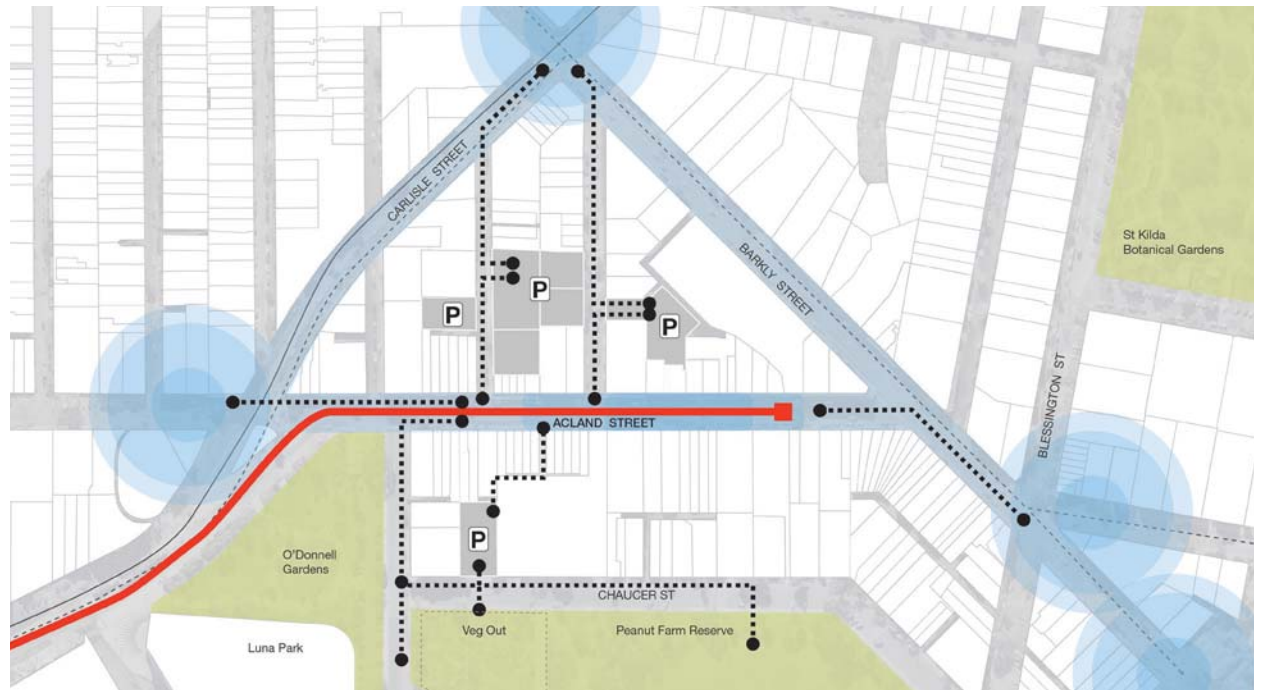 CARLISLE STREET
St Kilda
Botanical Gardens
BARKLY STREET
P
P
P
BLESSINGTON ST
ACLAND STREET
P
O'Donnell
Gardens
CHAUCER ST
Veg Out
Peanut Farm Reserve
Luna Park